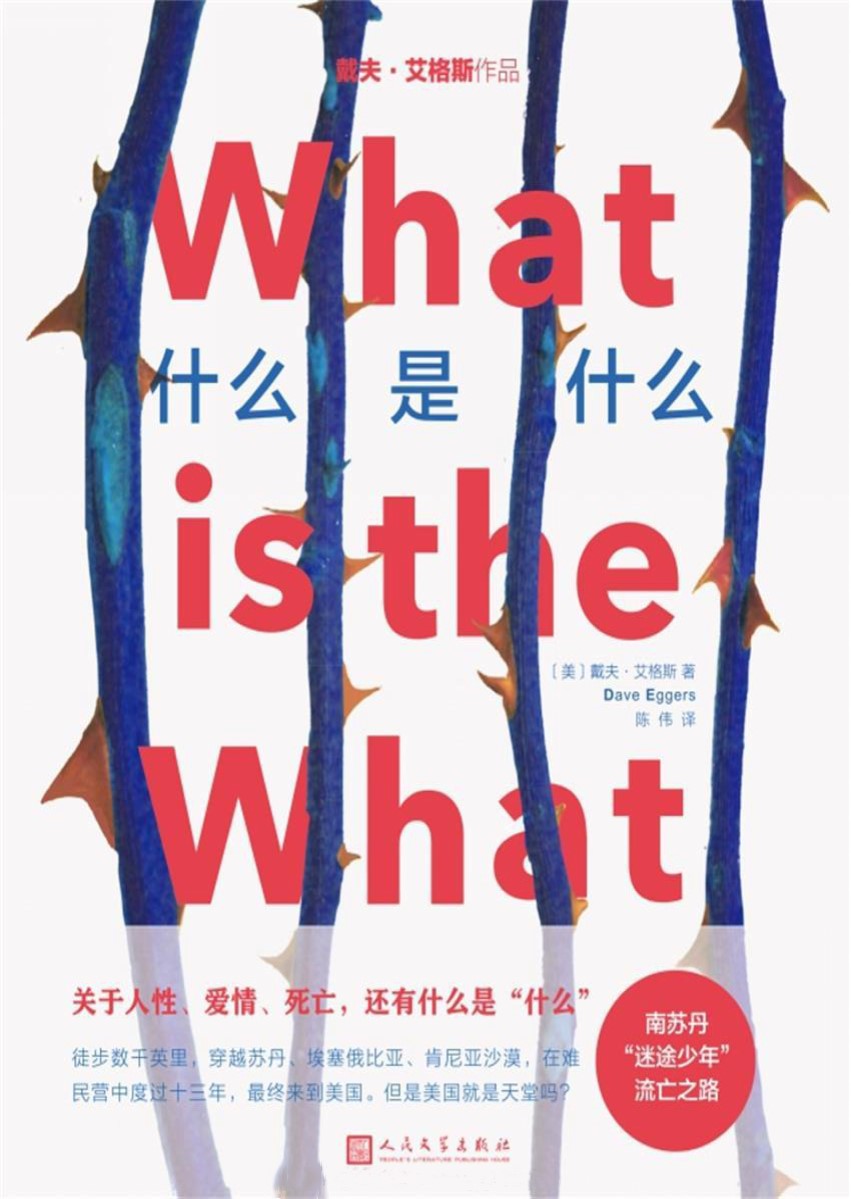 戴夫·艾格斯作品
What
什么 是 什么
is the
［美］戴夫·艾格斯 著
Dave Eggers
陈 伟 译
What
关于人性、爱情、死亡，还有什么是“什么”
徒步数千英里，穿越苏丹、埃塞俄比亚、肯尼亚沙漠，在难
民营中度过十三年，最终来到美国。但是美国就是天堂吗？
南苏丹
“迷途少年”
流亡之路
人民文学出版社
PEOPLE'S LITERATURE PUBLISHING HOUSE